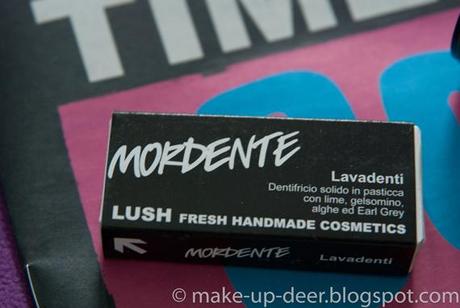 TIME
MORDENTE
Lavadenti
Dentifricio solido in pasticca
con lime, gelsomino,
alghe ed Earl Grey
LUSH FRESH HANDMADE COSMETICS
MORDENTE Lavadenti
© make-up-deer.blogspot.com